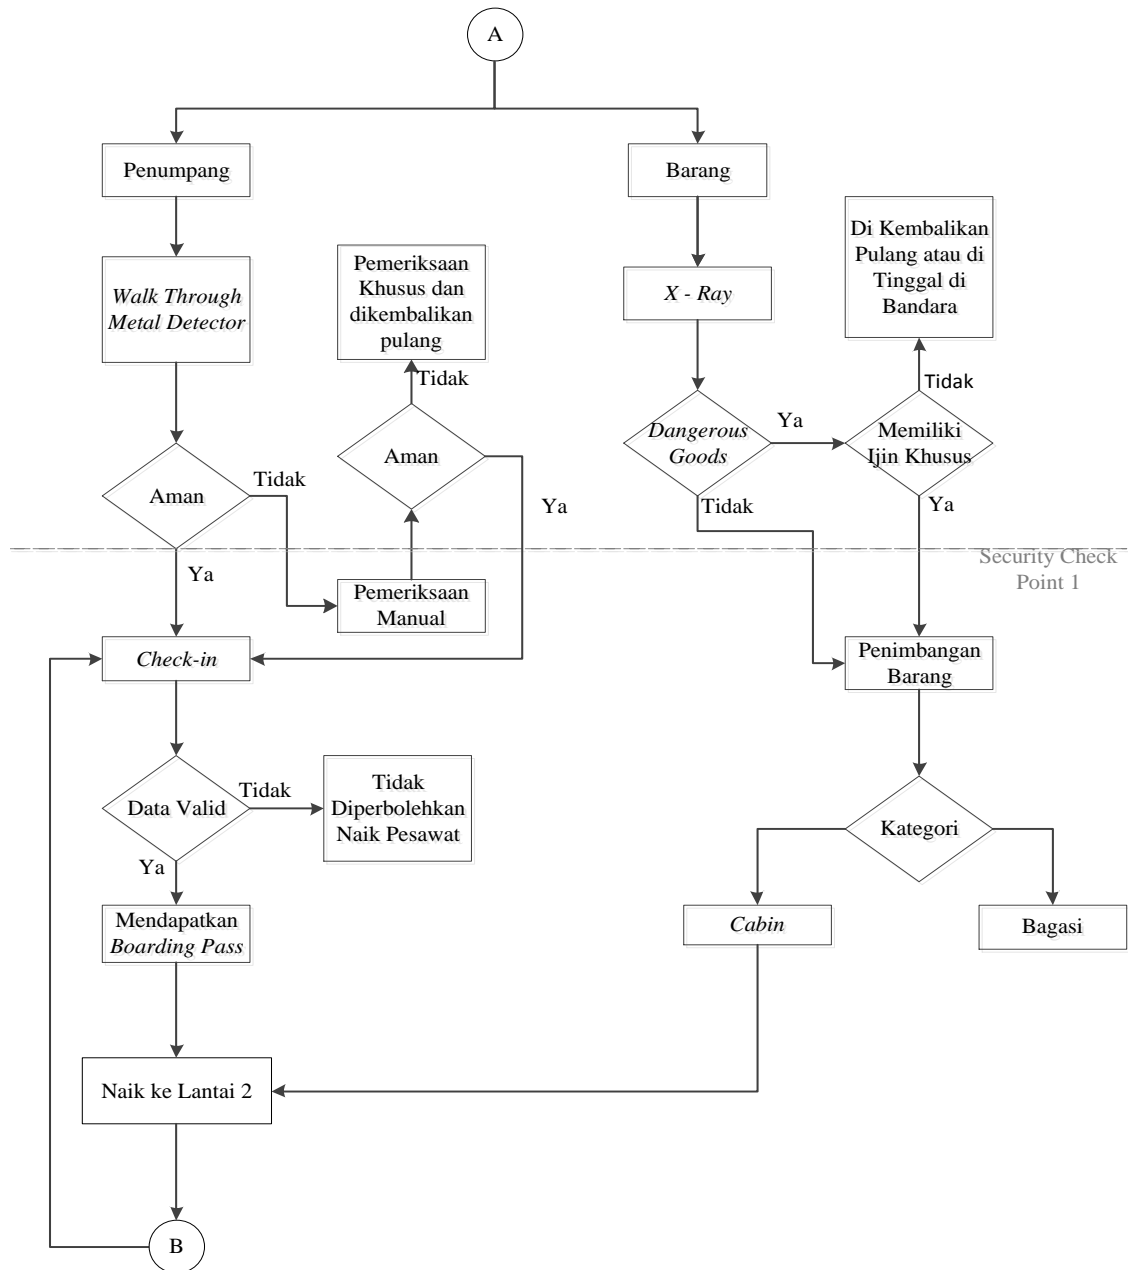 A
Penumpang
Barang
Di Kembalikan
Pulang atau di
Tinggal di
Bandara
Pemeriksaan
Khusus dan
dikembalikan
pulang
Walk Through
Metal Detector
X - Ray
Tidak
Tidak
Ya
Dangerous
Goods
Memiliki
Ijin Khusus
Aman
Tidak
Aman
Ya
Tidak
Ya
Security Check
Point 1
Ya
Pemeriksaan
Manual
Check-in
Penimbangan
Barang
Data Valid
Tidak
Tidak
Diperbolehkan
Naik Pesawat
Kategori
Ya
Mendapatkan
Boarding Pass
Cabin
Bagasi
Naik ke Lantai 2
B